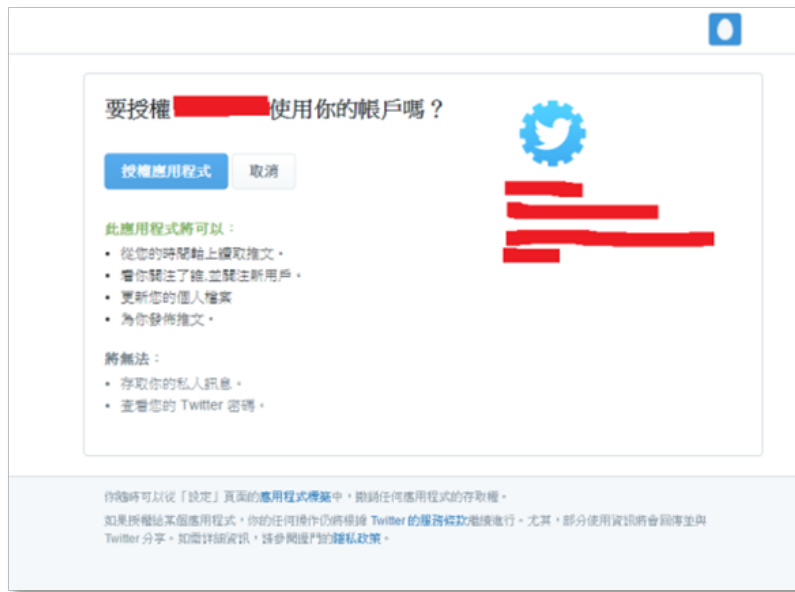 要授權 使用你的帳戶嗎？
授權應用程式 取消
此應用程式將可以：
• 從您的時間軸上讀取推文。
• 看你關注了誰,並關注新用戶。
• 更新您的個人檔案
• 為你發佈推文。
將無法：
• 存取你的私人訊息。
• 查看您的 Twitter 密碼。
你隨時可以從「設定」頁面的應用程式標籤中，撤銷任何應用程式的存取權。
如果授權給某個應用程式，你的任何操作仍將根據 Twitter 的服務條款繼續進行。尤其，部分使用資訊將會回傳並與
Twitter 分享。如需詳細資訊，請參閱我們的隱私政策。